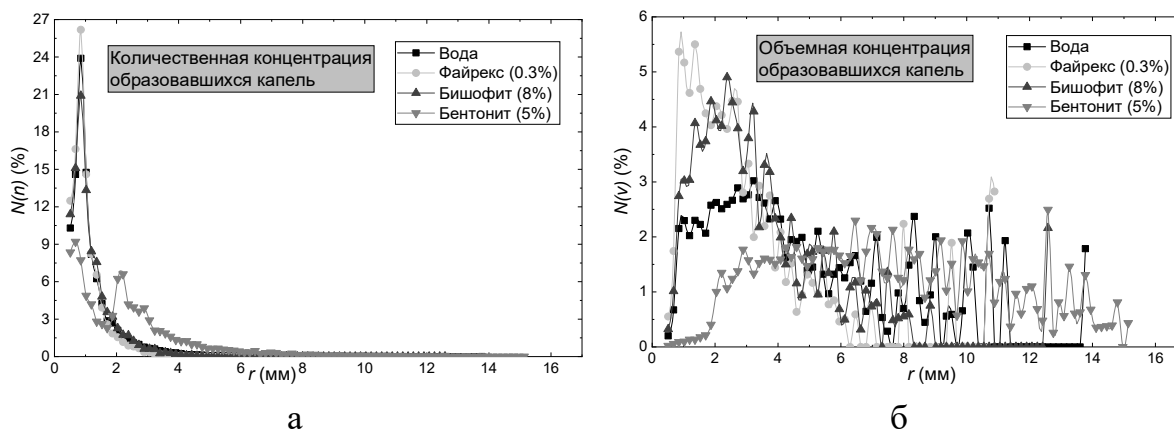 27
24
21
18
15
12
9
6
3
0
N(n) (%)
Количественная концентрация
образовавшихся капель
Вода
Файрекс (0.3%)
Бишофит (8%)
Бентонит (5%)
0 2 4 6 8 10 12 14 16
r (мм)
а
6
5
4
3
2
1
0
N(v) (%)
Объемная концентрация
образовавшихся капель
Вода
Файрекс (0.3%)
Бишофит (8%)
Бентонит (5%)
0 2 4 6 8 10 12 14 16
r (мм)
б